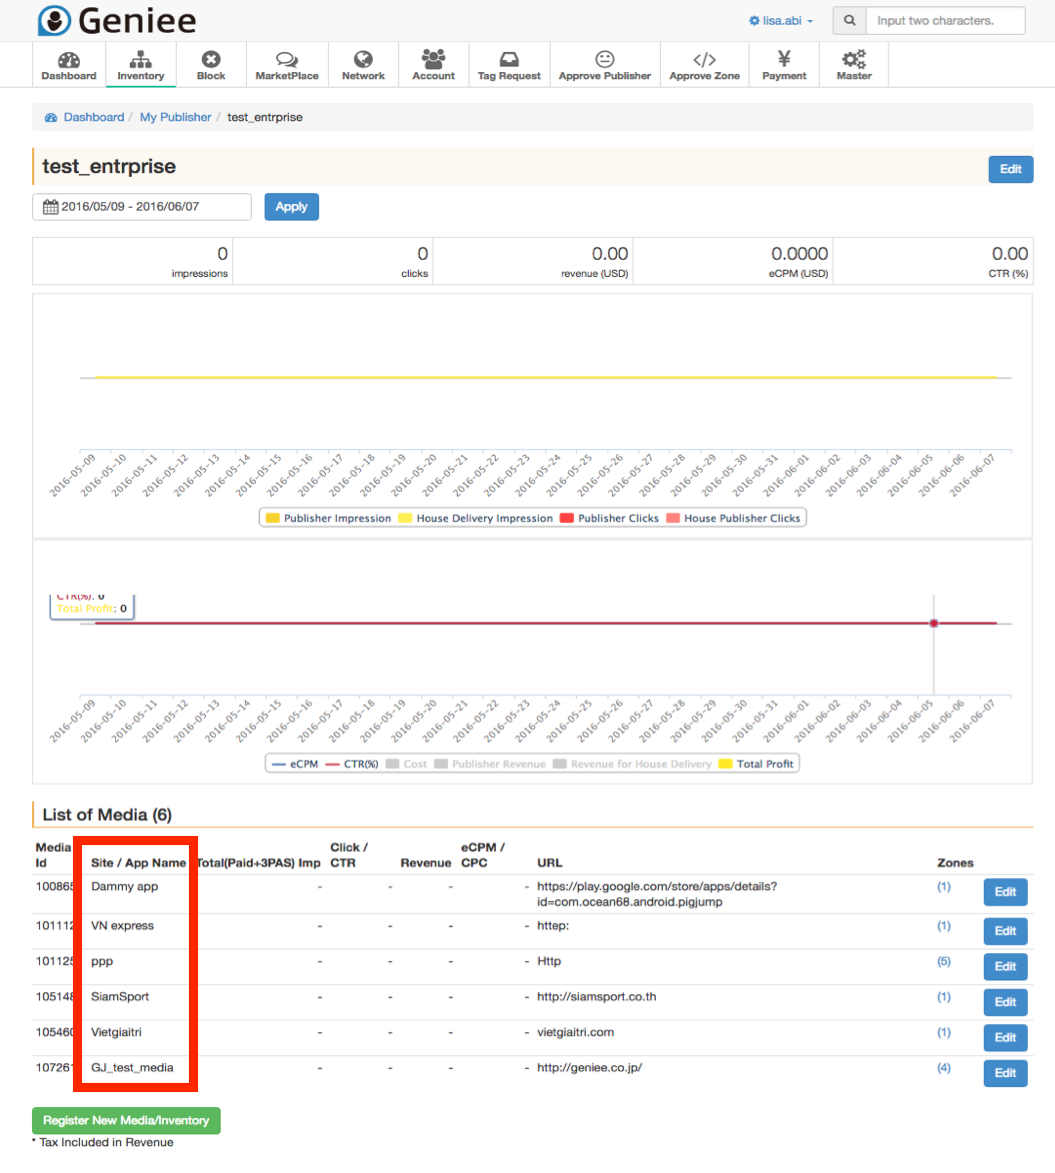 Geniee
lisa.abi
Input two characters.
Dashboard Inventory Block MarketPlace Network Account Tag Request Approve Publisher Approve Zone Payment Master
Dashboard / My Publisher / test_entrprise
test_entrprise
Edit
2016/05/09 - 2016/06/07
Apply
0 0 0.00 0.0000 0.00
impressions clicks revenue (USD) eCPM (USD) CTR (%)
2016-05-09 2016-05-10 2016-05-11 2016-05-12 2016-05-13 2016-05-14 2016-05-15 2016-05-16 2016-05-17 2016-05-18 2016-05-19 2016-05-20 2016-05-21 2016-05-22 2016-05-23 2016-05-24 2016-05-25 2016-05-26 2016-05-27 2016-05-28 2016-05-29 2016-05-30 2016-05-31 2016-06-01 2016-06-02 2016-06-03 2016-06-04 2016-06-05 2016-06-06 2016-06-07
Publisher Impression House Delivery Impression Publisher Clicks House Publisher Clicks
CTR(%): 0
Total Profit: 0
2016-05-09 2016-05-10 2016-05-11 2016-05-12 2016-05-13 2016-05-14 2016-05-15 2016-05-16 2016-05-17 2016-05-18 2016-05-19 2016-05-20 2016-05-21 2016-05-22 2016-05-23 2016-05-24 2016-05-25 2016-05-26 2016-05-27 2016-05-28 2016-05-29 2016-05-30 2016-05-31 2016-06-01 2016-06-02 2016-06-03 2016-06-04 2016-06-05 2016-06-06 2016-06-07
eCPM CTR(%) Cost Publisher Revenue Revenue for House Delivery Total Profit
List of Media (6)
Media Click / eCPM /
Id Site / App Name Total(Paid+3PAS) Imp CTR Revenue CPC URL Zones
100865 Dammy app - - - - https://play.google.com/store/apps/details? (1) Edit
id=com.ocean68.android.pigjump
101112 VN express - - - - httep: (1) Edit
101125 ppp - - - - Http (5) Edit
105148 SiamSport - - - - http://siamsport.co.th (1) Edit
105460 Vietgiaitri - - - - vietgiaitri.com (1) Edit
107261 GJ_test_media - - - - http://geniee.co.jp/ (4) Edit
Register New Media/Inventory
* Tax Included in Revenue